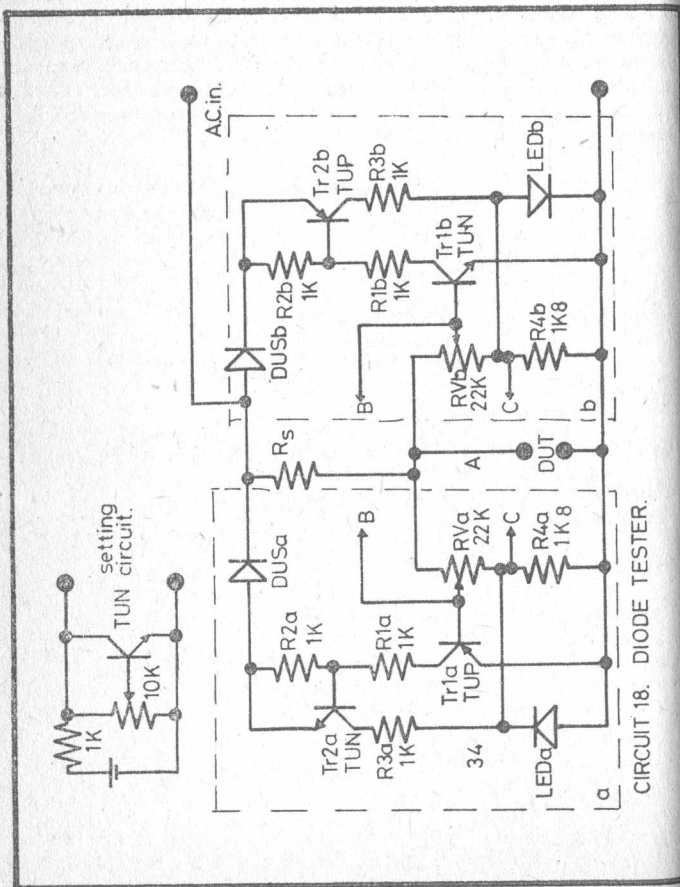 setting
circuit.
TUN
1K
10K
A.C.in.
DUSa
Rs
DUSb
R2a
1K
Tr2a
TUN
R1a
1K
R3a
1K
Tr1a
TUP
B
RVa
22K
C
R4a
1K8
34
LEDa
a
A
DUT
B
RVb
22K
C
R4b
1K8
R2b
1K
Tr2b
TUP
R1b
1K
R3b
1K
Tr1b
TUN
LEDb
b
CIRCUIT 18. DIODE TESTER.